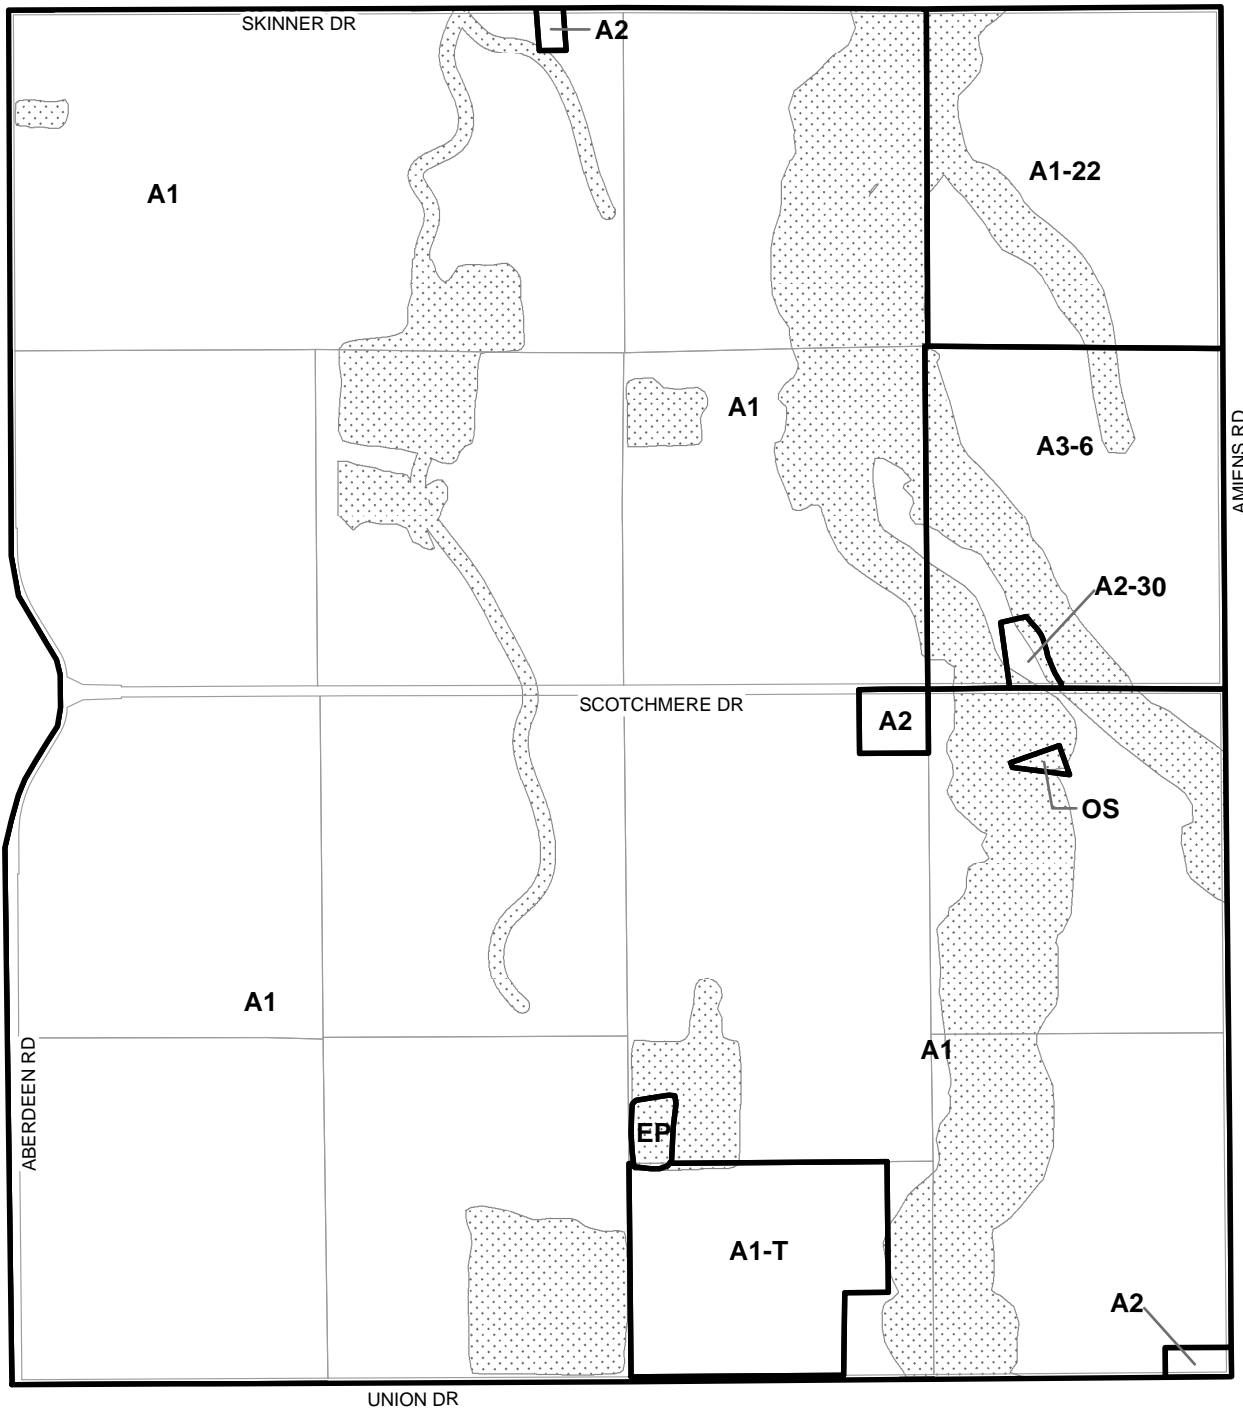 SKINNER DR
A2
A1
A1-22
A1
A3-6
AMIENS RD
A2-30
SCOTCHMERE DR
A2
OS
A1
ABERDEEN RD
A1
EP
A1-T
A2
UNION DR